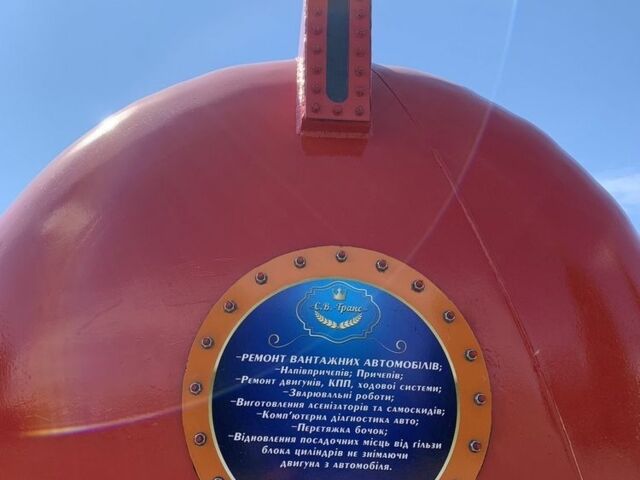 С.В. Транс
-РЕМОНТ ВАНТАЖНИХ АВТОМОБІЛІВ;
-Напівпричепів; Причепів;
-Ремонт двигунів, КПП, ходової системи;
-Зварювальні роботи;
-Виготовлення асенізаторів та самоскидів;
-Комп'ютерна діагностика авто;
-Перетяжка бочок;
-Відновлення посадочних місць від гільзи
блока циліндрів не знімаючи
двигуна з автомобіля.